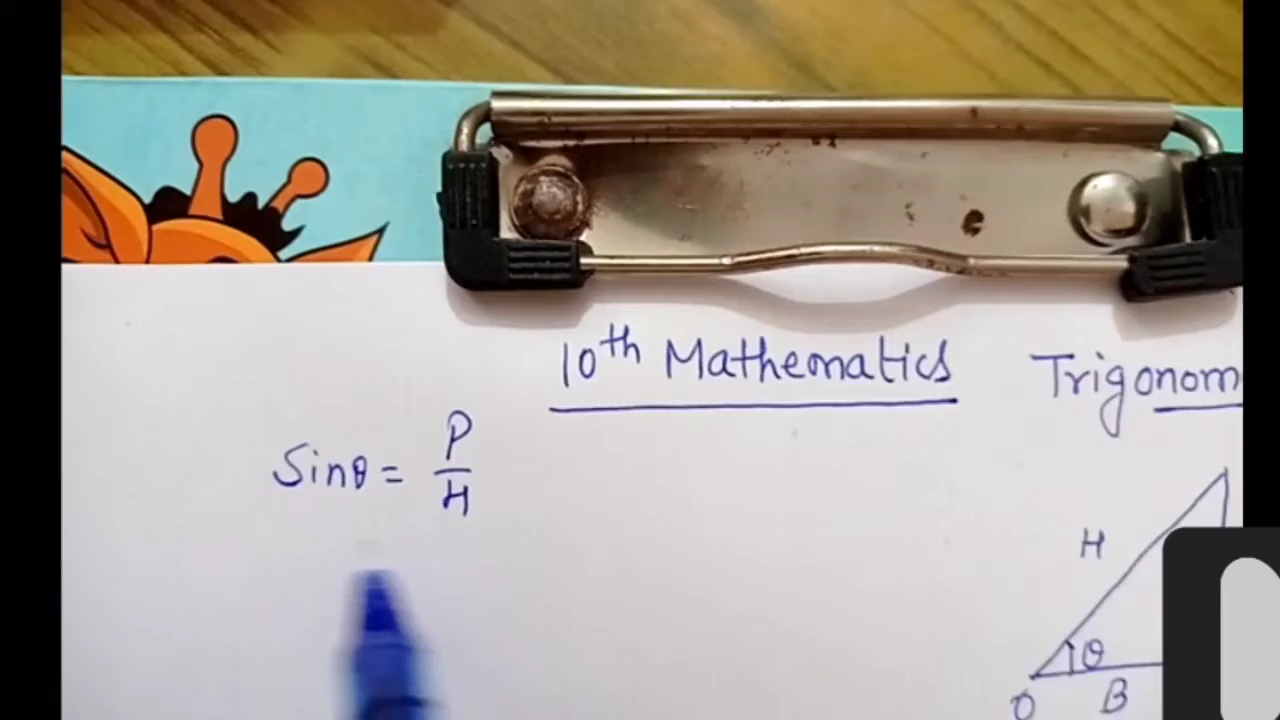 10th Mathematics Trigonom
Sinθ = P/H
H
θ
O B